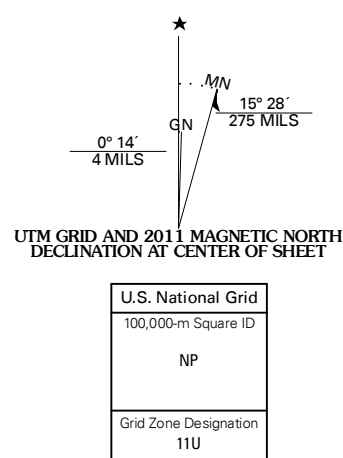 MN
15° 28´
275 MILS
GN
0° 14´
4 MILS
UTM GRID AND 2011 MAGNETIC NORTH
DECLINATION AT CENTER OF SHEET
U.S. National Grid
100,000-m Square ID
NP
Grid Zone Designation
11U